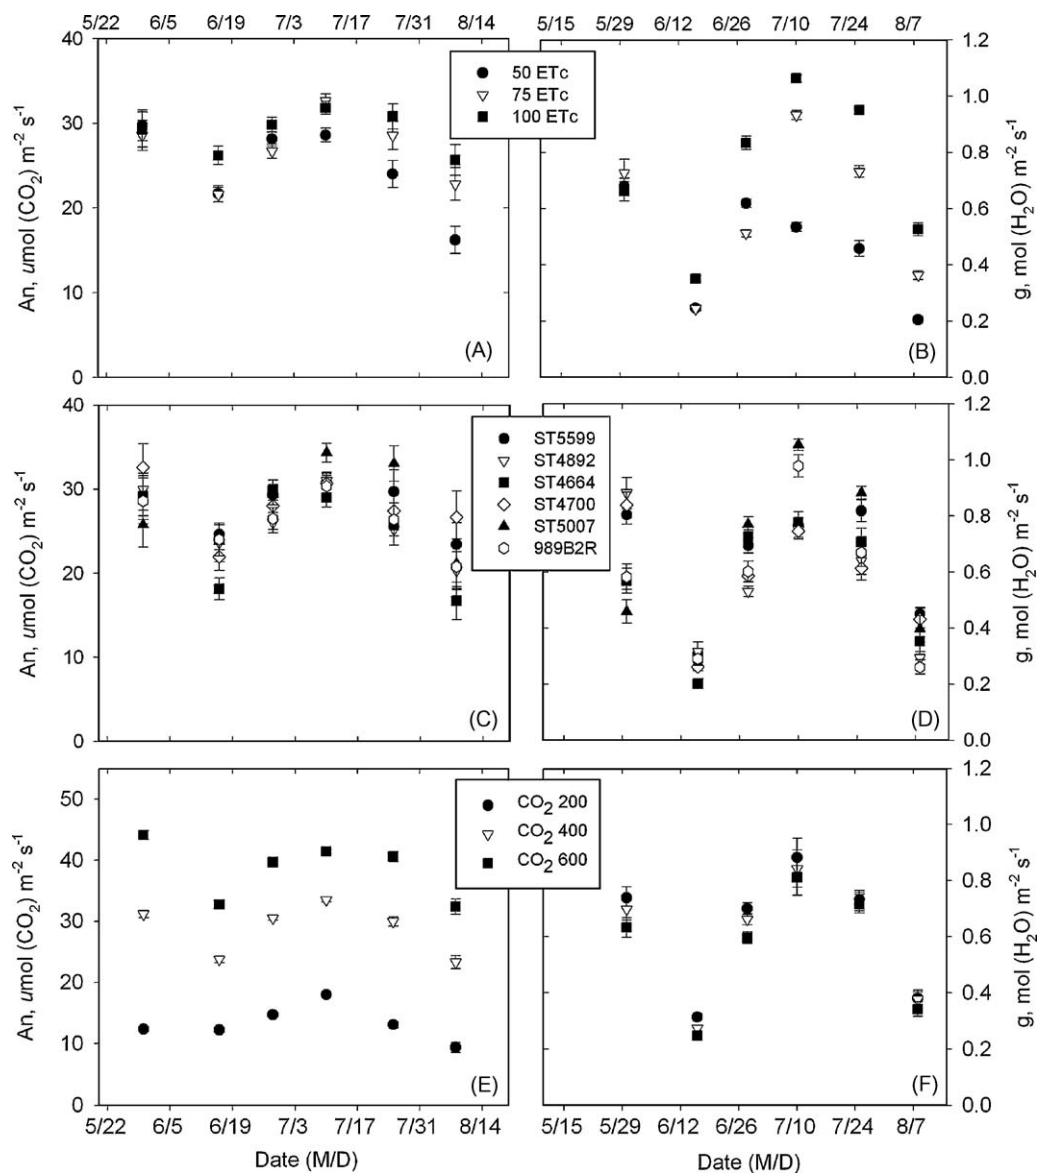 5/22 6/5 6/19 7/3 7/17 7/31 8/14
5/15 5/29 6/12 6/26 7/10 7/24 8/7
40
30
20
10
0
An, umol (CO2) m-2 s-1
50 ETc
75 ETc
100 ETc
(A)
1.2
1.0
0.8
0.6
0.4
0.2
0.0
g, mol (H2O) m-2 s-1
(B)
40
30
20
10
0
An, umol (CO2) m-2 s-1
ST5599
ST4892
ST4664
ST4700
ST5007
989B2R
(C)
1.2
1.0
0.8
0.6
0.4
0.2
0.0
g, mol (H2O) m-2 s-1
(D)
50
40
30
20
10
0
An, umol (CO2) m-2 s-1
CO2 200
CO2 400
CO2 600
(E)
1.2
1.0
0.8
0.6
0.4
0.2
0.0
g, mol (H2O) m-2 s-1
(F)
5/22 6/5 6/19 7/3 7/17 7/31 8/14
5/15 5/29 6/12 6/26 7/10 7/24 8/7
Date (M/D)
Date (M/D)